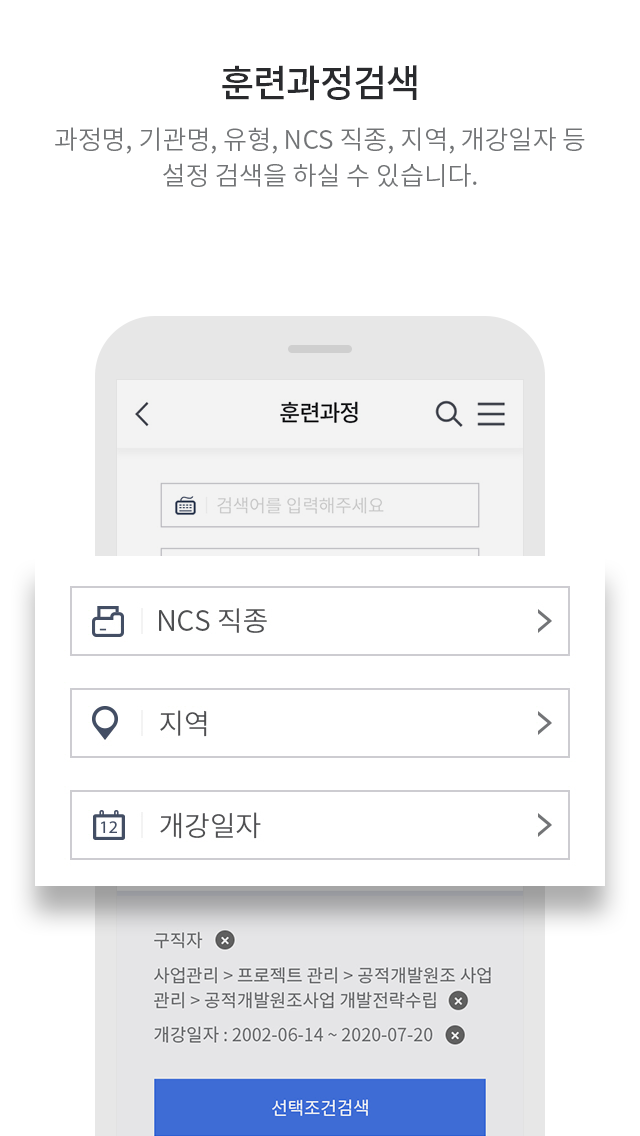 훈련과정검색
과정명, 기관명, 유형, NCS 직종, 지역, 개강일자 등
설정 검색을 하실 수 있습니다.
훈련과정
검색어를 입력해주세요
NCS 직종
지역
12
개강일자
구직자
사업관리 > 프로젝트 관리 > 공적개발원조 사업
관리 > 공적개발원조사업 개발전략수립
개강일자 : 2002-06-14 ~ 2020-07-20
선택조건검색